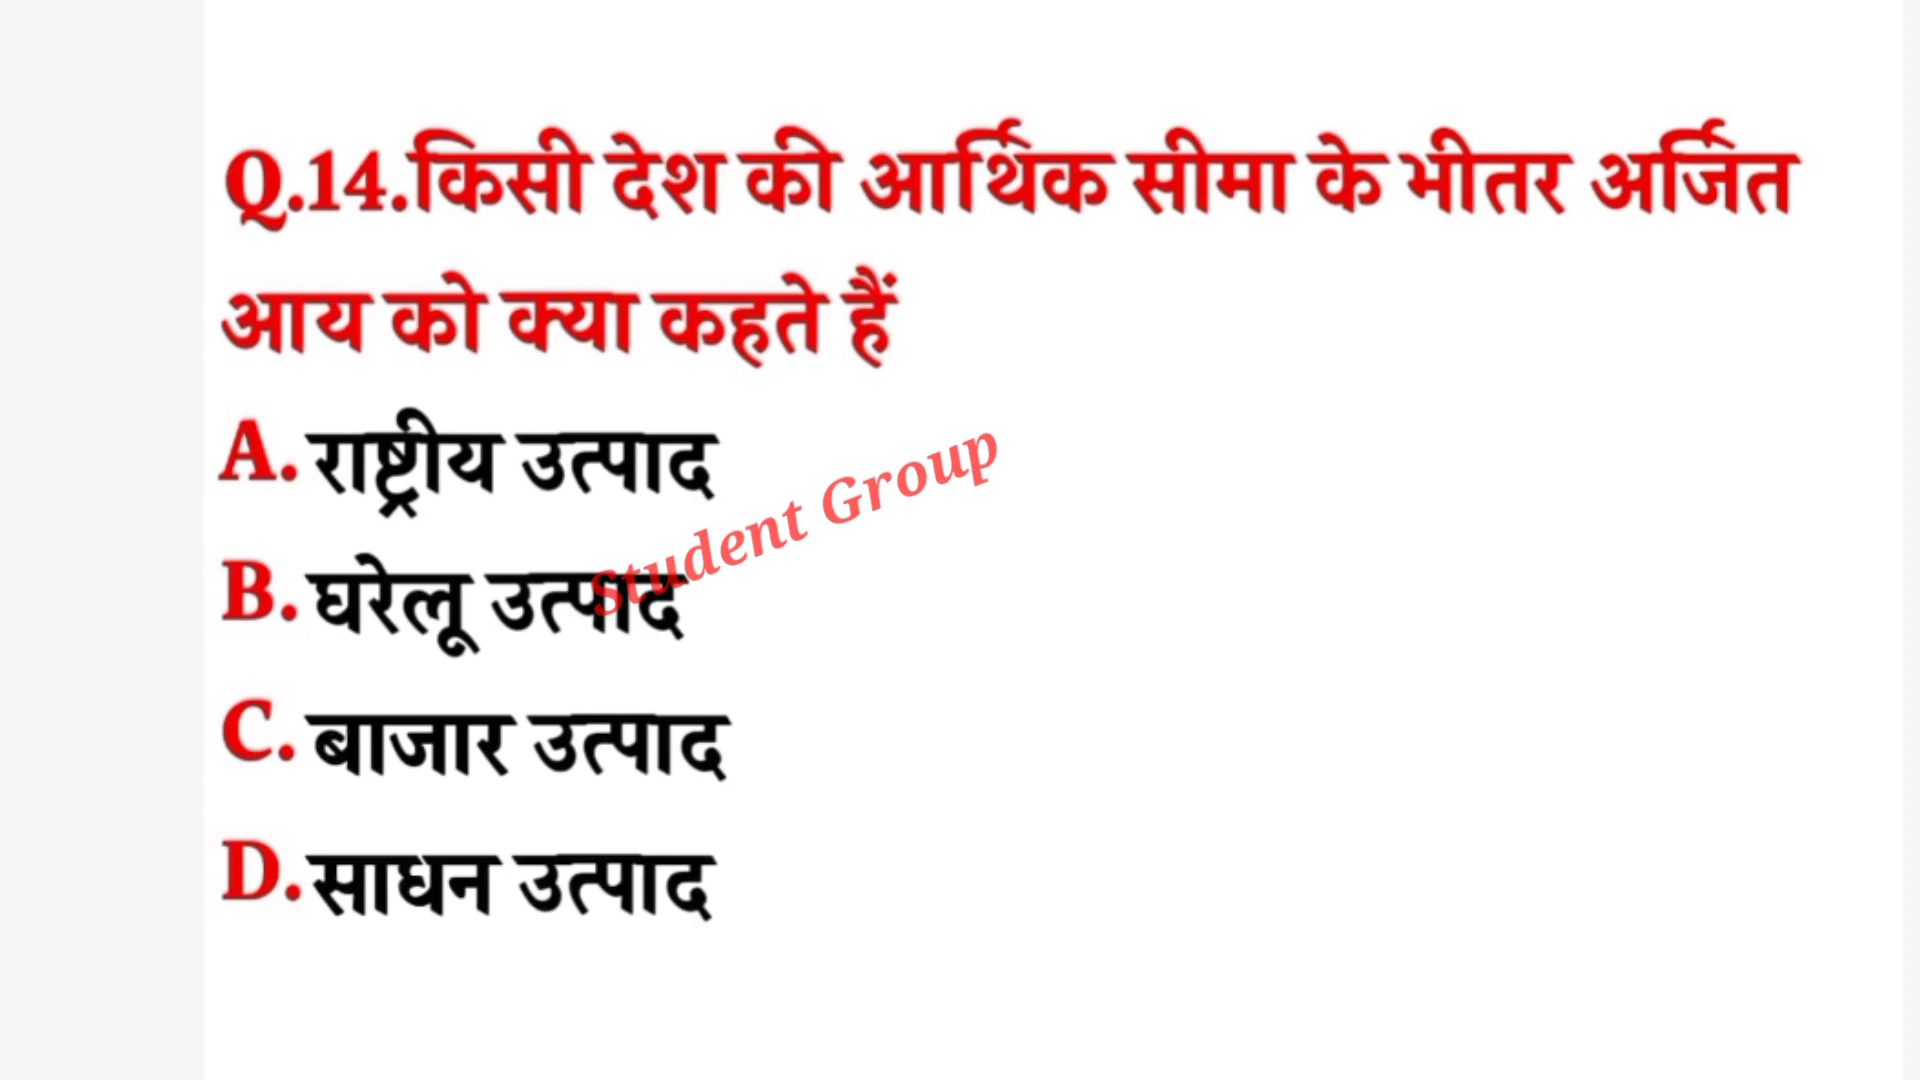 Q.14.किसी देश की आर्थिक सीमा के भीतर अर्जित
आय को क्या कहते हैं
A. राष्ट्रीय उत्पाद
B. घरेलू उत्पाद
C. बाजार उत्पाद
D. साधन उत्पाद
Student Group